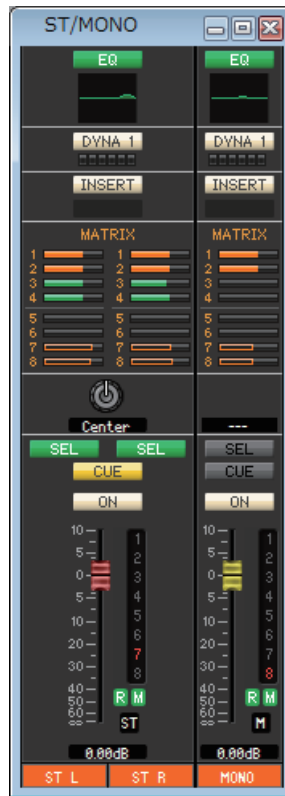 ST/MONO
EQ EQ
DYNA 1 DYNA 1
INSERT INSERT
MATRIX MATRIX
1 1 1
2 2 2
3 3 3
4 4 4
5 5 5
6 6 6
7 7 7
8 8 8
Center ---
SEL SEL SEL
CUE CUE
ON ON
10 1 10 1
5 2 5 2
0 3 0 3
5 4 5 4
10 5 10 5
20 6 20 6
30 7 30 7
8 8
40 R M 40 R M
50 50
60 ST 60 M
∞ ∞
0.00dB 0.00dB
ST L ST R MONO